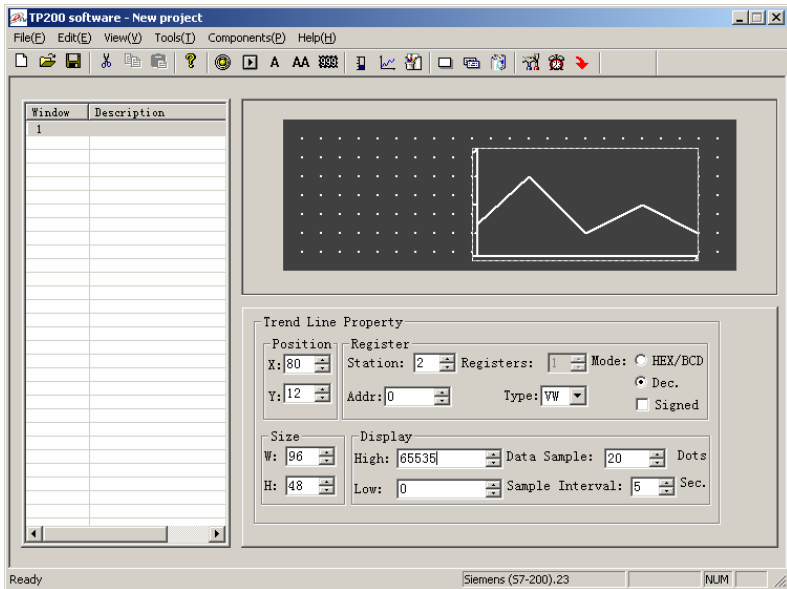 TP200 software - New project
File(F) Edit(E) View(V) Tools(T) Components(P) Help(H)
A AA
Window Description
1
Trend Line Property
Position Register
X: 80 Station: 2 Registers: 1 Mode: HEX/BCD
Dec.
Y: 12 Addr: 0 Type: VW
Signed
Size Display
W: 96 High: 65535 Data Sample: 20 Dots
H: 48 Low: 0 Sample Interval: 5 Sec.
Ready Siemens (S7-200).23 NUM